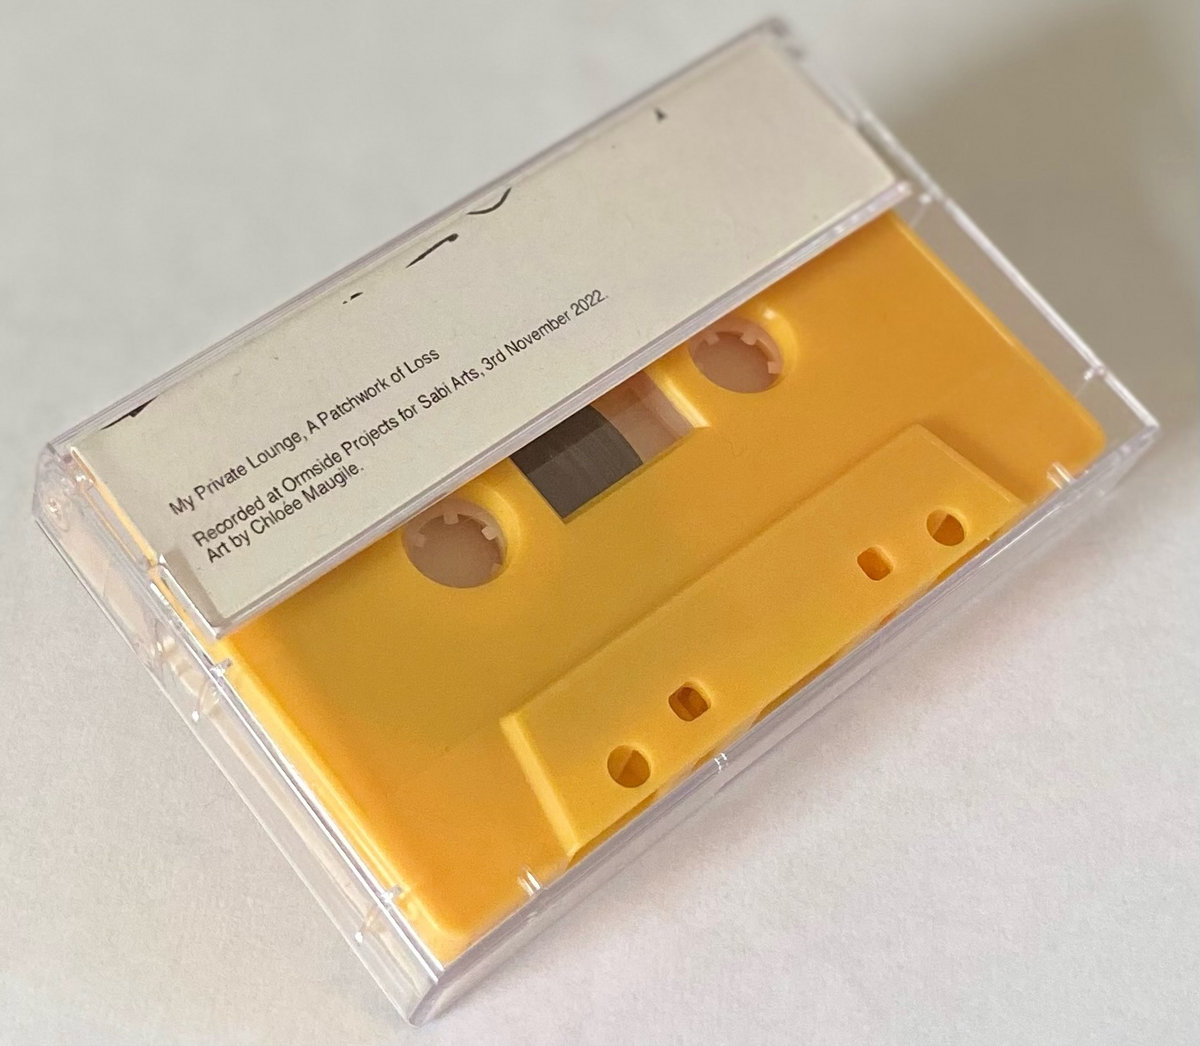 My Private Lounge, A Patchwork of Loss
Recorded at Ormside Projects for Sabi Arts, 3rd November 2022.
Art by Chloée Maugile.